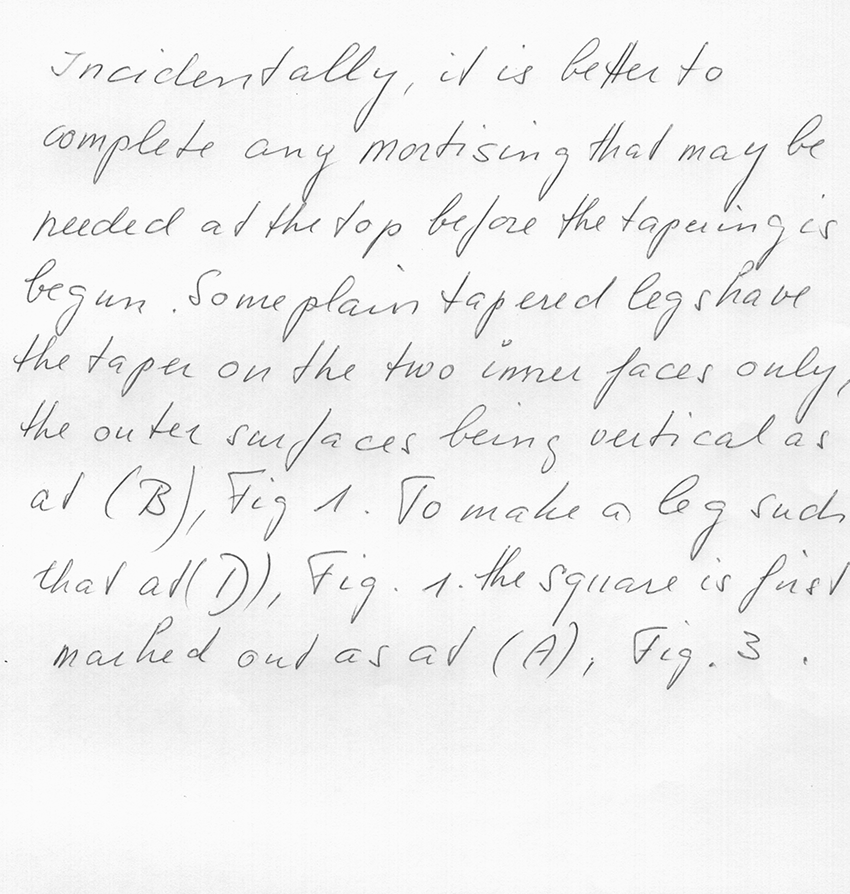 Incidentally, it is better to
complete any mortising that may be
needed at the top before the tapering is
begun. Some plain tapered legs have
the taper on the two inner faces only,
the outer surfaces being vertical as
at (B), Fig 1. To make a leg such
that at (D), Fig. 1. the square is first
marked out as at (A), Fig. 3.